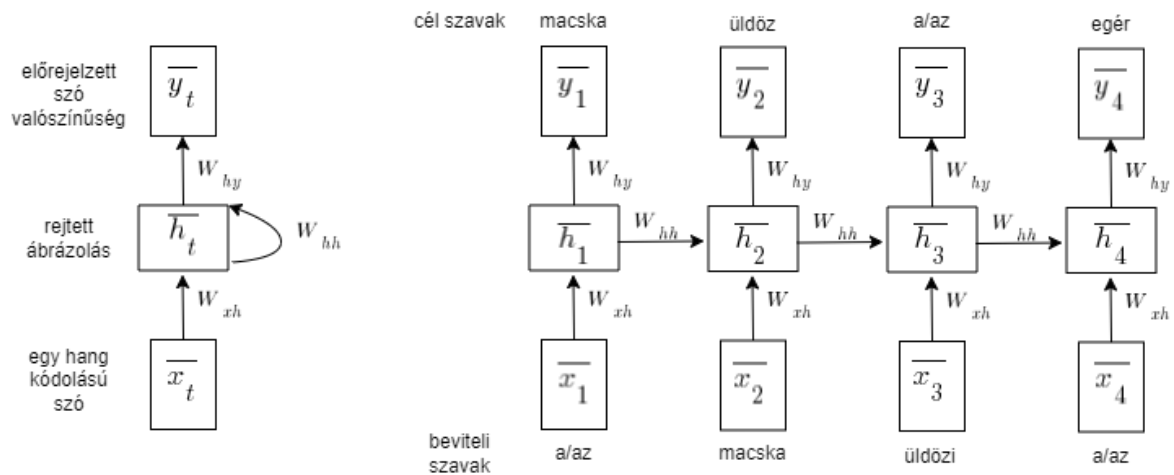 cél szavak macska üldöz a/az egér
előrejelzett
szó
valószínűség
y_t y_1 y_2 y_3 y_4
W_hy W_hy W_hy W_hy W_hy
rejtett
ábrázolás
h_t W_hh h_1 W_hh h_2 W_hh h_3 W_hh h_4
W_xh W_xh W_xh W_xh W_xh
egy hang
kódolású
szó
x_t x_1 x_2 x_3 x_4
beviteli
szavak
a/az macska üldözi a/az